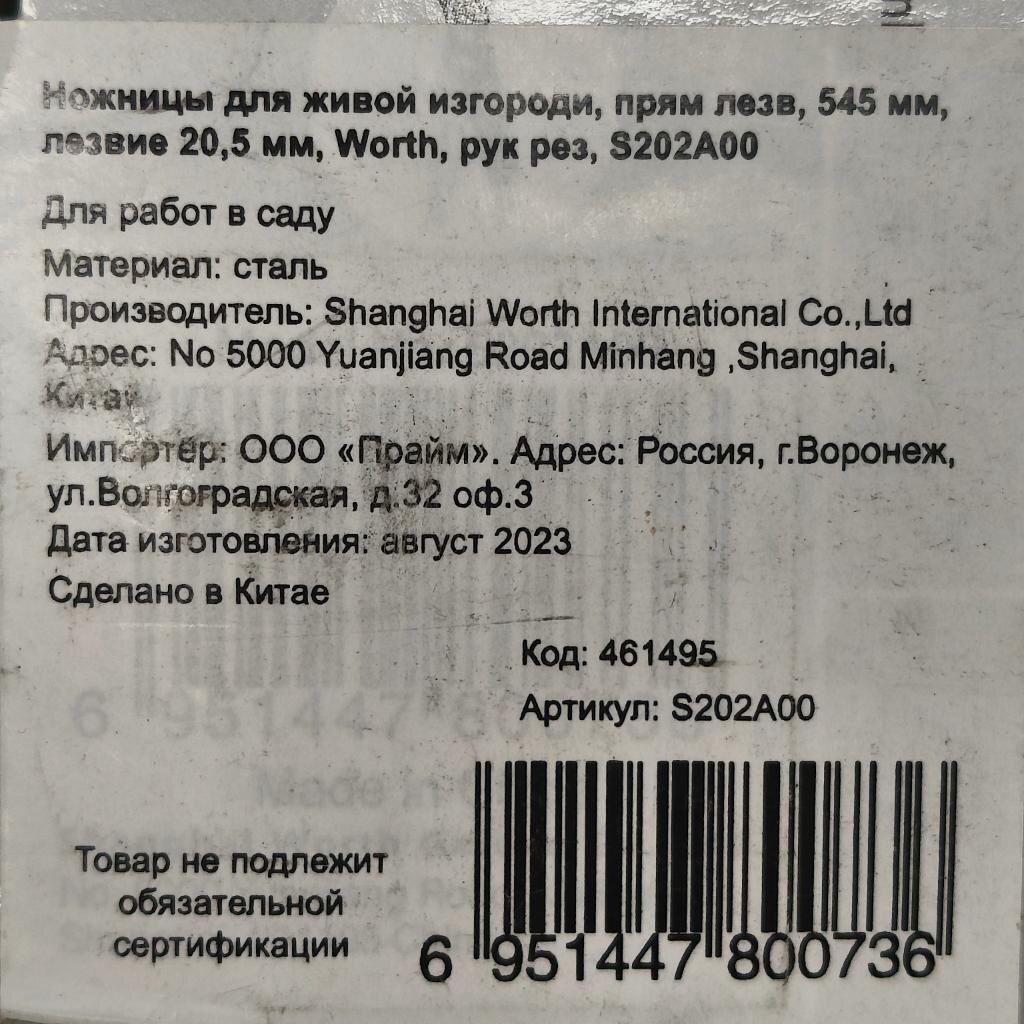 Ножницы для живой изгороди, прям лезв, 545 мм,
лезвие 20,5 мм, Worth, рук рез, S202A00
Для работ в саду
Материал: сталь
Производитель: Shanghai Worth International Co.,Ltd
Адрес: No 5000 Yuanjiang Road Minhang ,Shanghai,
Китай
Импортёр: ООО «Прайм». Адрес: Россия, г.Воронеж,
ул.Волгоградская, д.32 оф.3
Дата изготовления: август 2023
Сделано в Китае
Код: 461495
Артикул: S202A00
Товар не подлежит
обязательной
сертификации
6 951447 800736